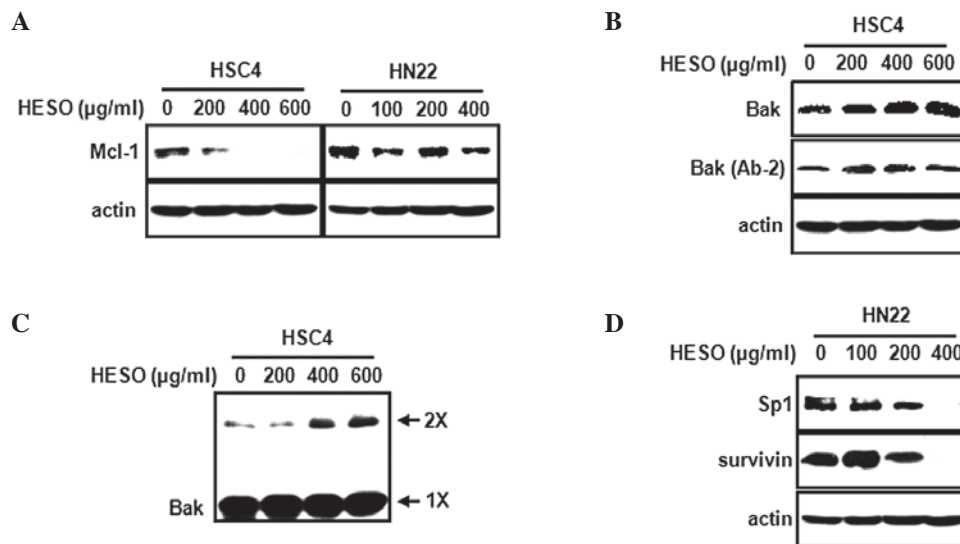 A
HSC4 HN22
HESO (µg/ml) 0 200 400 600 0 100 200 400
Mcl-1
actin
B
HSC4
HESO (µg/ml) 0 200 400 600
Bak
Bak (Ab-2)
actin
C
HSC4
HESO (µg/ml) 0 200 400 600
2X
Bak 1X
D
HN22
HESO (µg/ml) 0 100 200 400
Sp1
survivin
actin